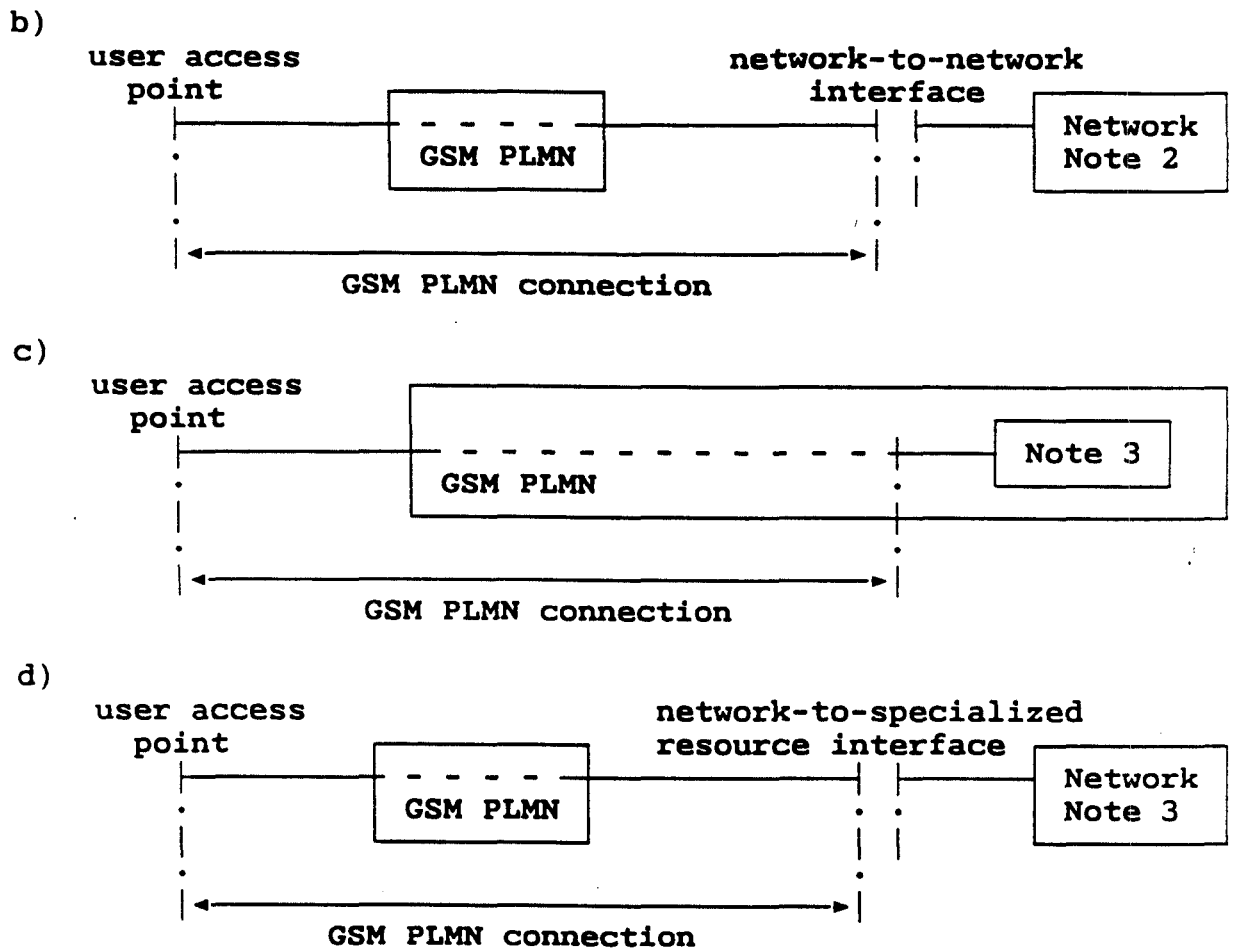 b)
user access
point
network-to-network
interface
GSM PLMN
Network
Note 2
GSM PLMN connection
c)
user access
point
GSM PLMN
Note 3
GSM PLMN connection
d)
user access
point
network-to-specialized
resource interface
GSM PLMN
Network
Note 3
GSM PLMN connection